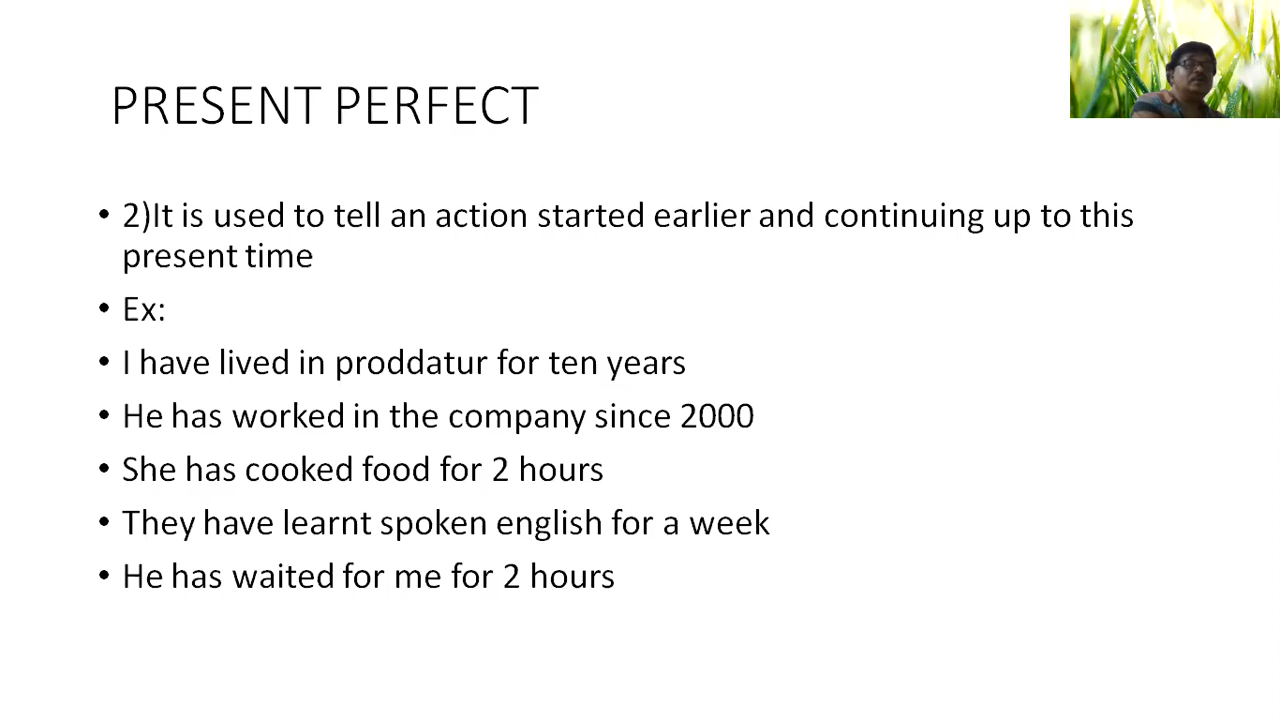 PRESENT PERFECT
• 2)It is used to tell an action started earlier and continuing up to this
present time
• Ex:
• I have lived in proddatur for ten years
• He has worked in the company since 2000
• She has cooked food for 2 hours
• They have learnt spoken english for a week
• He has waited for me for 2 hours